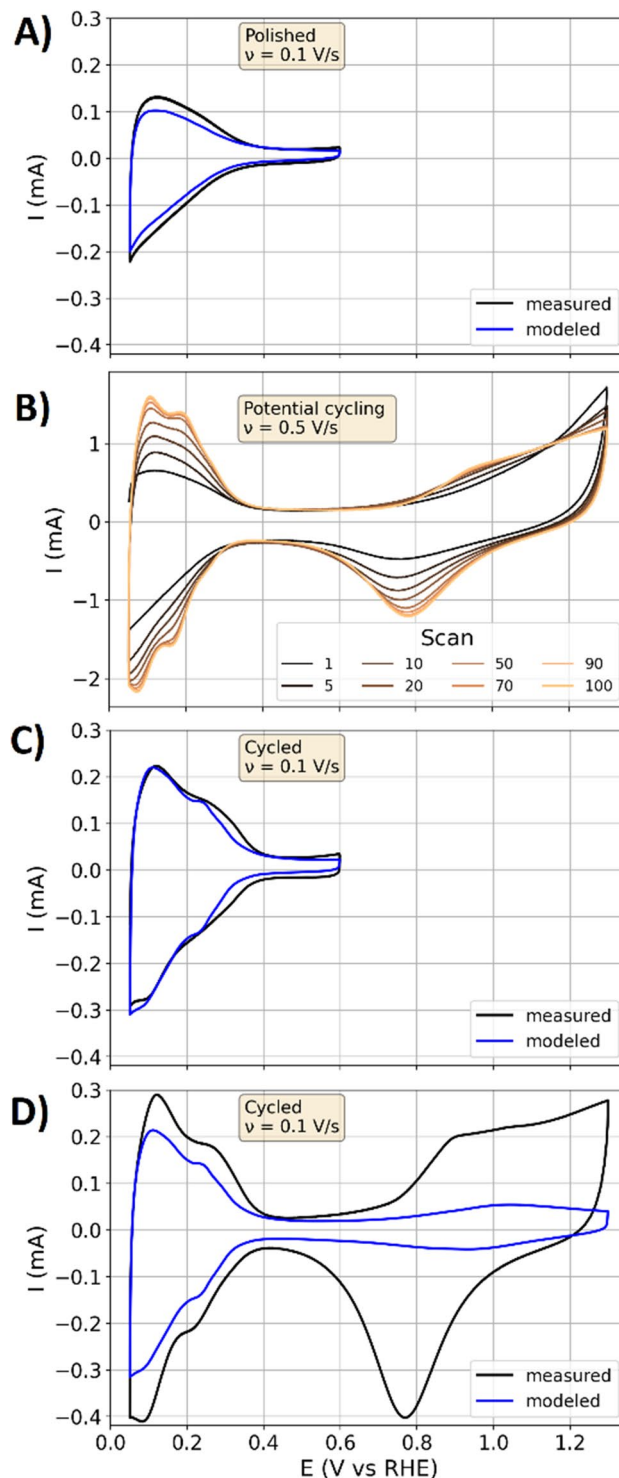 A)
Polished
ν = 0.1 V/s
0.3
0.2
0.1
0.0
−0.1
−0.2
−0.3
−0.4
I (mA)
measured
modeled
B)
Potential cycling
ν = 0.5 V/s
1
0
−1
−2
I (mA)
Scan
1 10 50 90
5 20 70 100
C)
Cycled
ν = 0.1 V/s
0.3
0.2
0.1
0.0
−0.1
−0.2
−0.3
−0.4
I (mA)
measured
modeled
D)
Cycled
ν = 0.1 V/s
0.3
0.2
0.1
0.0
−0.1
−0.2
−0.3
−0.4
I (mA)
measured
modeled
0.0 0.2 0.4 0.6 0.8 1.0 1.2
E (V vs RHE)